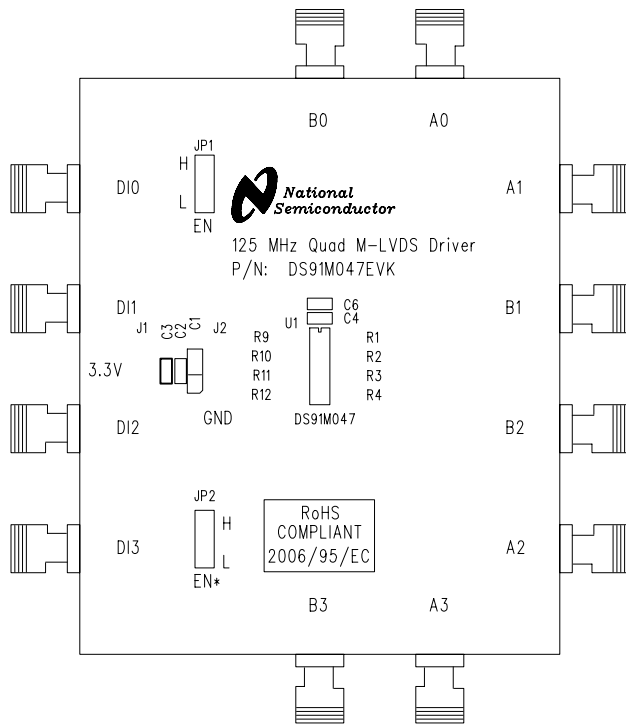 B0 A0
JP1
H
DI0
L
EN
National
Semiconductor
A1
125 MHz Quad M-LVDS Driver
P/N: DS91M047EVK
DI1
J1
C3
C2
C1
J2
3.3V
GND
C6
C4
U1
R9
R10
R11
R12
R1
R2
R3
R4
DS91M047
B1
DI2
B2
JP2
H
L
EN*
DI3
RoHS
COMPLIANT
2006/95/EC
A2
B3 A3